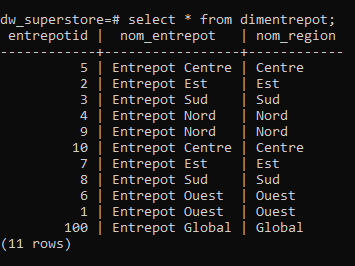 dw_superstore=# select * from dimentrepot;
 entrepotid |   nom_entrepot   | nom_region
------------+------------------+------------
          5 | Entrepot Centre  | Centre
          2 | Entrepot Est     | Est
          3 | Entrepot Sud     | Sud
          4 | Entrepot Nord    | Nord
          9 | Entrepot Nord    | Nord
         10 | Entrepot Centre  | Centre
          7 | Entrepot Est     | Est
          8 | Entrepot Sud     | Sud
          6 | Entrepot Ouest   | Ouest
          1 | Entrepot Ouest   | Ouest
        100 | Entrepot Global  | Global
(11 rows)